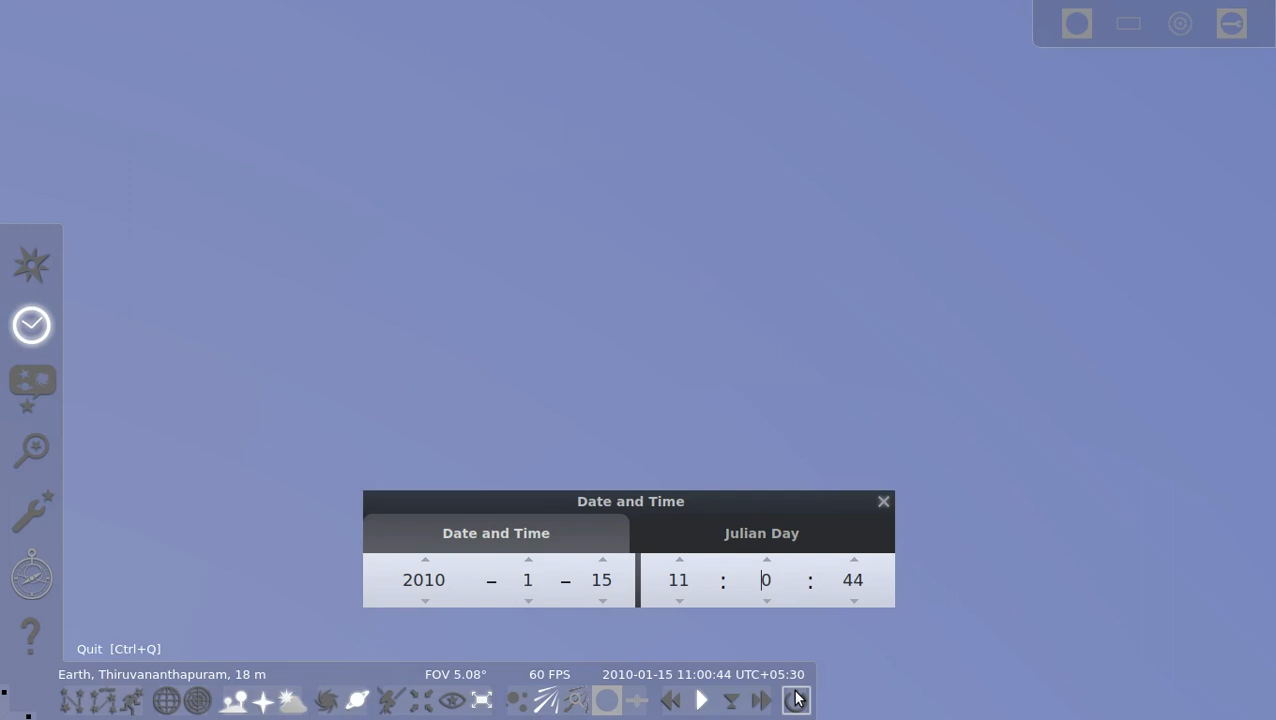 Date and Time
Date and Time
Julian Day
2010 – 1 – 15 11 : 0 : 44
Quit [Ctrl+Q]
Earth, Thiruvananthapuram, 18 m FOV 5.08° 60 FPS 2010-01-15 11:00:44 UTC+05:30